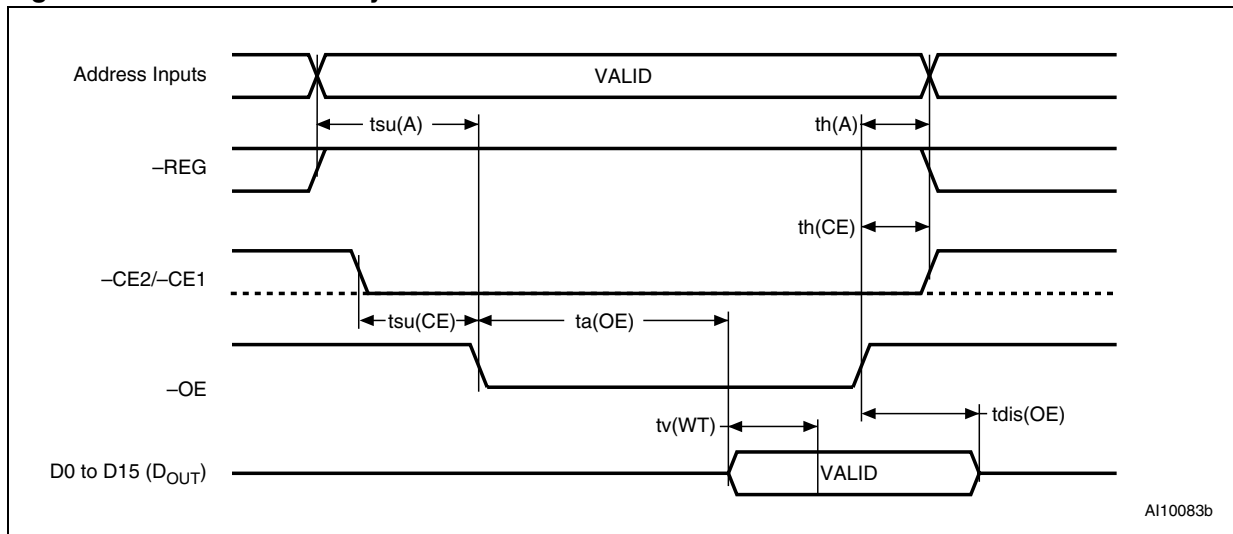 Address Inputs
VALID
tsu(A)
th(A)
–REG
th(CE)
–CE2/–CE1
tsu(CE)
ta(OE)
–OE
tv(WT)
tdis(OE)
D0 to D15 (DOUT)
VALID
AI10083b